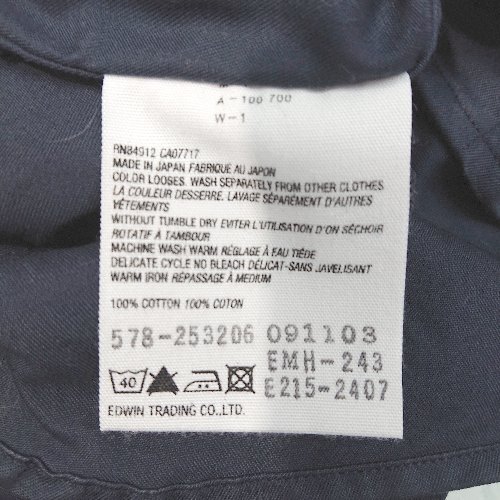 A-100 700
W-1
RN84912 CA07717
MADE IN JAPAN FABRIQUE AU JAPON
COLOR LOOSES. WASH SEPARATELY FROM OTHER CLOTHES
LA COULEUR DESSERRE. LAVAGE SÉPARÉMENT D'AUTRES
VÊTEMENTS
WITHOUT TUMBLE DRY EVITER L'UTILISATION D'ON SÉCHOIR
ROTATIF A TAMBOUR
MACHINE WASH WARM RÉGLAGE À EAU TIÈDE
DELICATE CYCLE NO BLEACH DÉLICAT-SANS JAVELISANT
WARM IRON RÉPASSAGE À MEDIUM
100% COTTON 100% COTON
578-253206 091103
EMH-243
40 E215-2407
EDWIN TRADING CO.,LTD.